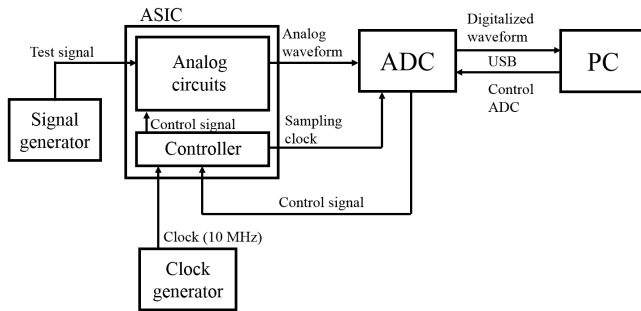 ASIC
Test signal
Analog
circuits
Analog
waveform
ADC
Digitalized
waveform
USB
Control
ADC
PC
Signal
generator
Control signal
Controller
Sampling
clock
Control signal
Clock (10 MHz)
Clock
generator